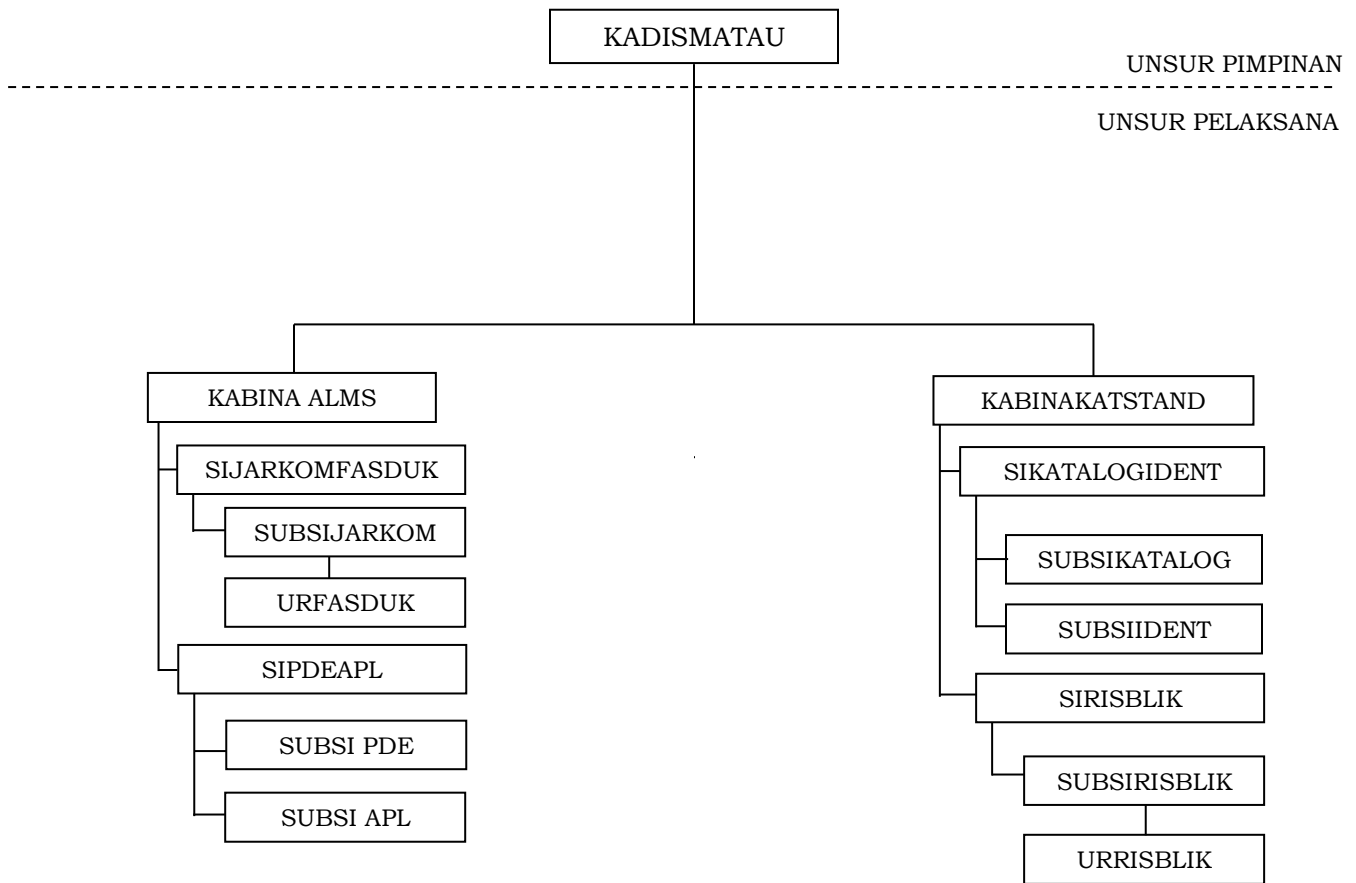 KADISMATAU
UNSUR PIMPINAN
UNSUR PELAKSANA
KABINA ALMS
SIJARKOMFASDUK
SUBSIJARKOM
URFASDUK
SIPDEAPL
SUBSI PDE
SUBSI APL
KABINAKATSTAND
SIKATALOGIDENT
SUBSIKATALOG
SUBSIIDENT
SIRISBLIK
SUBSIRISBLIK
URRISBLIK